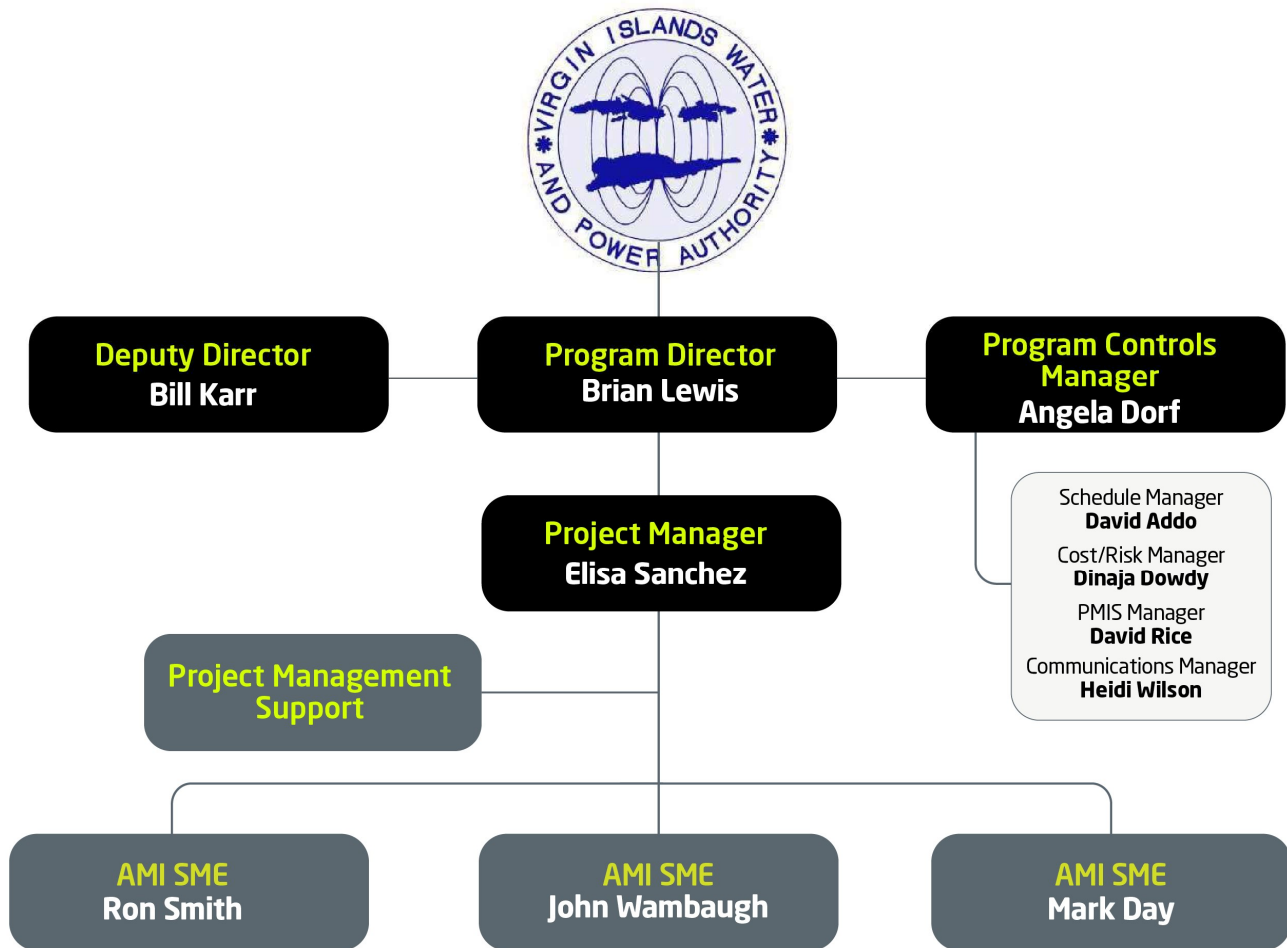 VIRGIN ISLANDS WATER
AND POWER AUTHORITY
Deputy Director
Bill Karr
Program Director
Brian Lewis
Program Controls
Manager
Angela Dorf
Schedule Manager
David Addo
Cost/Risk Manager
Dinaja Dowdy
PMIS Manager
David Rice
Communications Manager
Heidi Wilson
Project Manager
Elisa Sanchez
Project Management
Support
AMI SME
Ron Smith
AMI SME
John Wambaugh
AMI SME
Mark Day